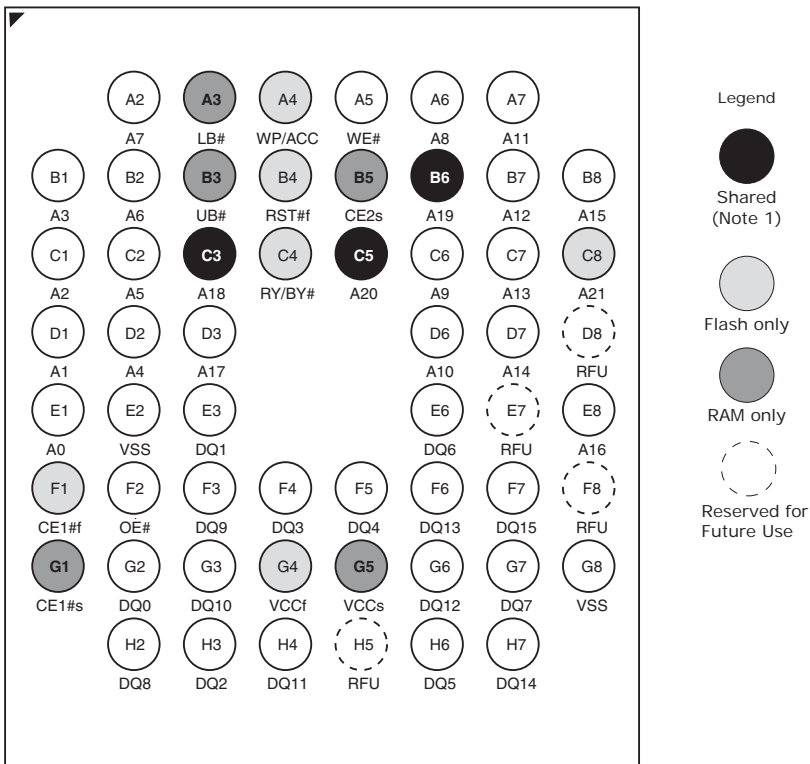 A2 A3 A4 A5 A6 A7
A7 LB# WP/ACC WE# A8 A11
B1 B2 B3 B4 B5 B6 B7 B8
A3 A6 UB# RST#f CE2s A19 A12 A15
C1 C2 C3 C4 C5 C6 C7 C8
A2 A5 A18 RY/BY# A20 A9 A13 A21
D1 D2 D3 D6 D7 D8
A1 A4 A17 A10 A14 RFU
E1 E2 E3 E6 E7 E8
A0 VSS DQ1 DQ6 RFU A16
F1 F2 F3 F4 F5 F6 F7 F8
CE1#f OE# DQ9 DQ3 DQ4 DQ13 DQ15 RFU
G1 G2 G3 G4 G5 G6 G7 G8
CE1#s DQ0 DQ10 VCCf VCCs DQ12 DQ7 VSS
H2 H3 H4 H5 H6 H7
DQ8 DQ2 DQ11 RFU DQ5 DQ14
Legend
Shared
(Note 1)
Flash only
RAM only
Reserved for
Future Use